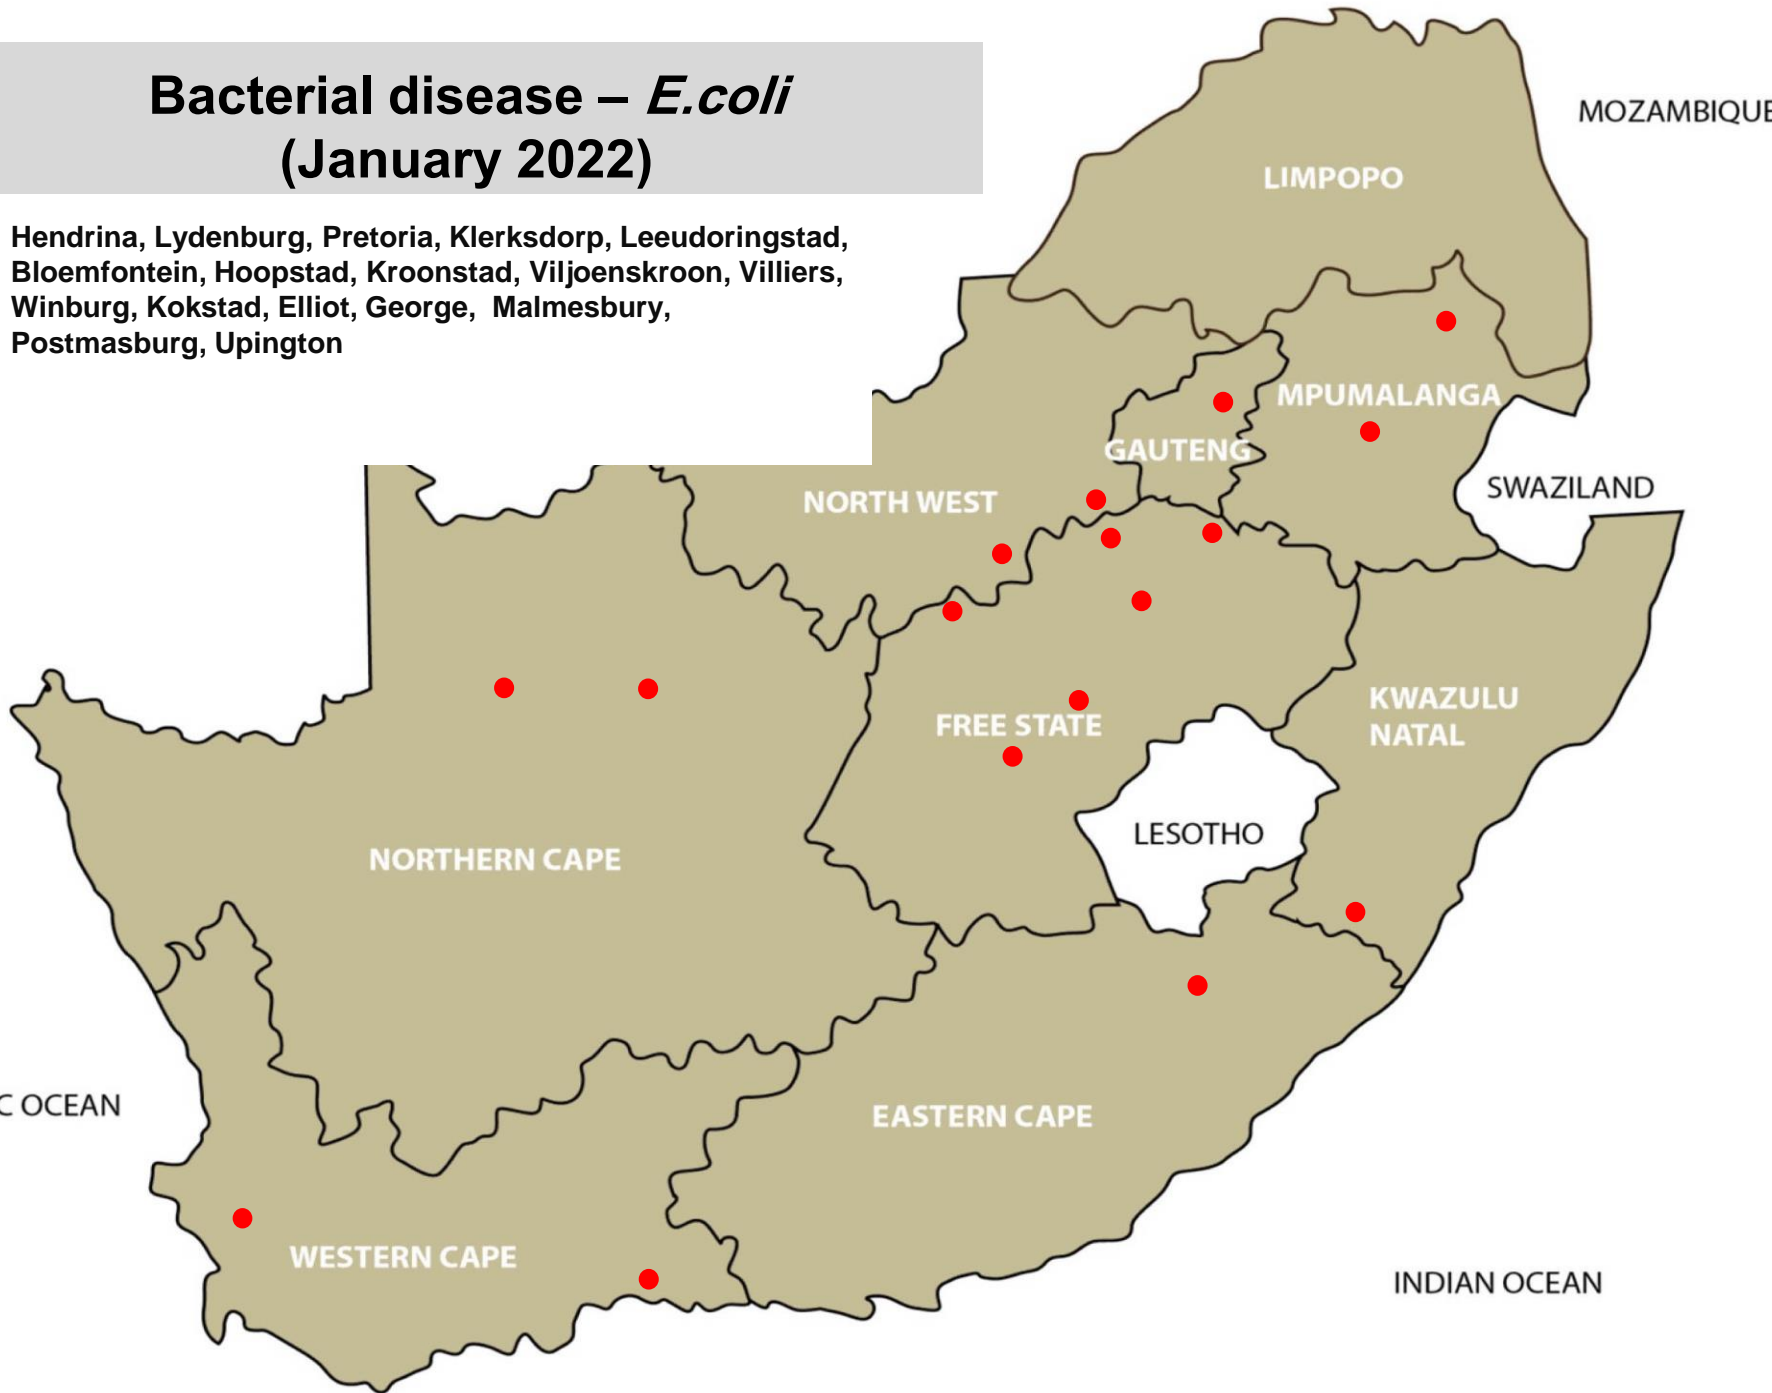 Bacterial disease – E.coli
(January 2022)
Hendrina, Lydenburg, Pretoria, Klerksdorp, Leeudoringstad,
Bloemfontein, Hoopstad, Kroonstad, Viljoenskroon, Villiers,
Winburg, Kokstad, Elliot, George, Malmesbury,
Postmasburg, Upington
MOZAMBIQUE
LIMPOPO
MPUMALANGA
GAUTENG
SWAZILAND
NORTH WEST
KWAZULU
NATAL
FREE STATE
LESOTHO
NORTHERN CAPE
C OCEAN
EASTERN CAPE
WESTERN CAPE
INDIAN OCEAN